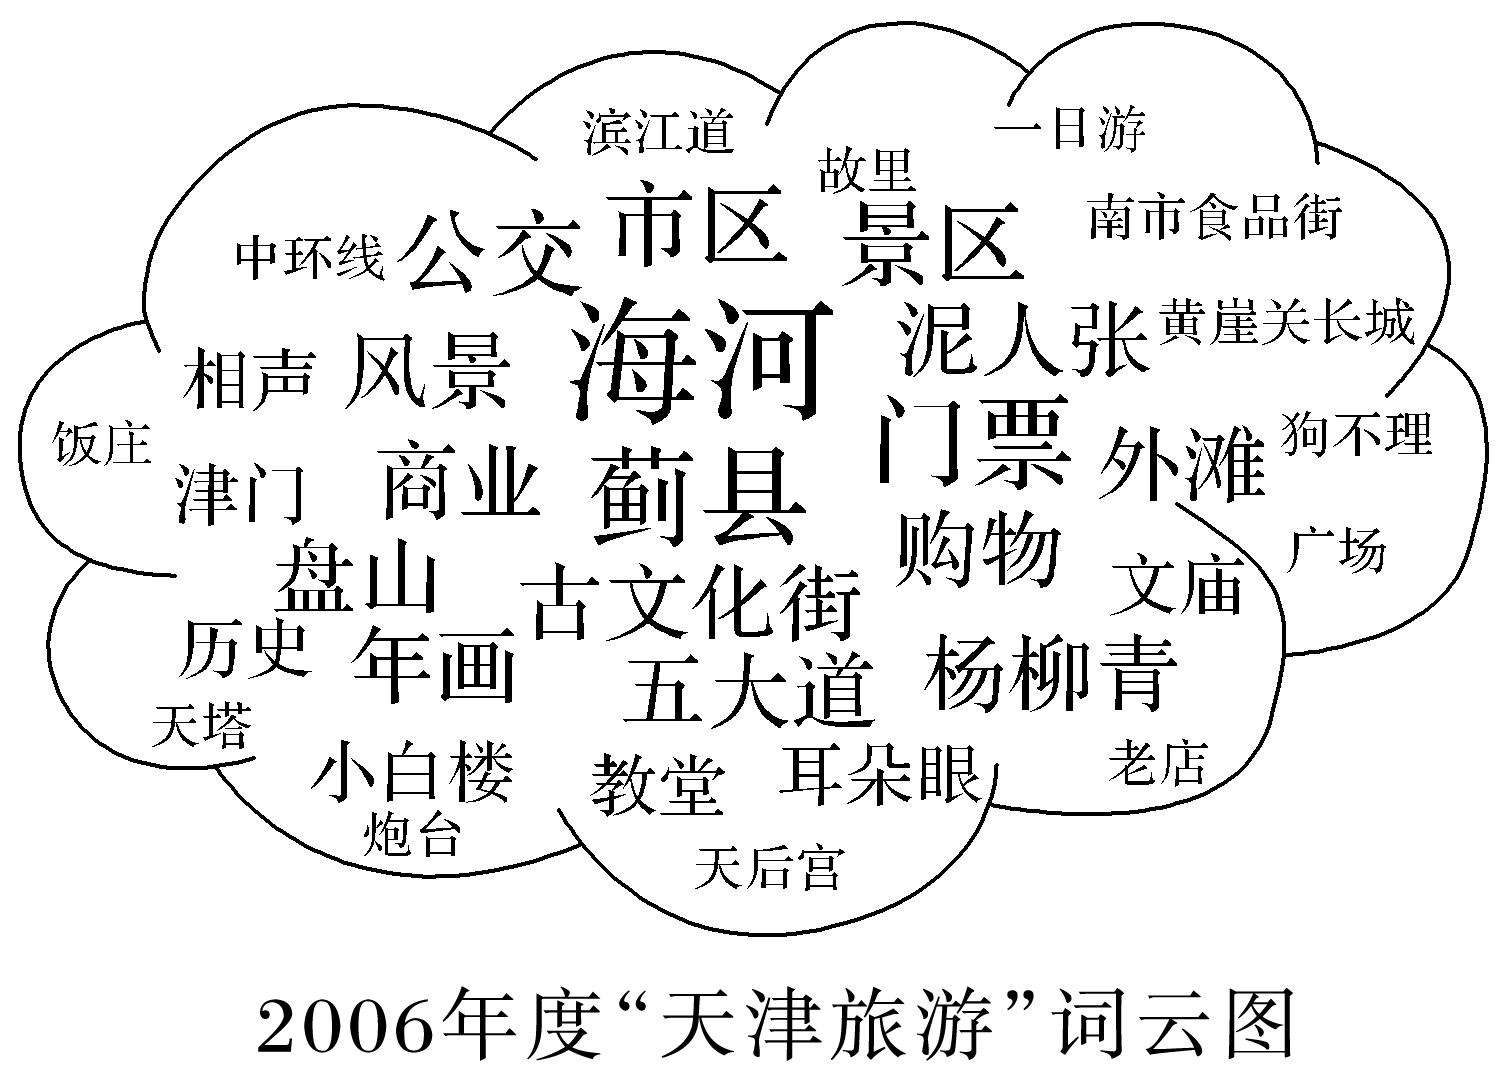 滨江道
一日游
故里
市区
景区
南市食品街
中环线
公交
海河
泥人张
黄崖关长城
相声
风景
门票
饭庄
狗不理
津门
商业
蓟县
外滩
盘山
购物
广场
古文化街
文庙
历史
年画
五大道
杨柳青
天塔
小白楼
教堂
耳朵眼
老店
炮台
天后宫
2006年度“天津旅游”词云图